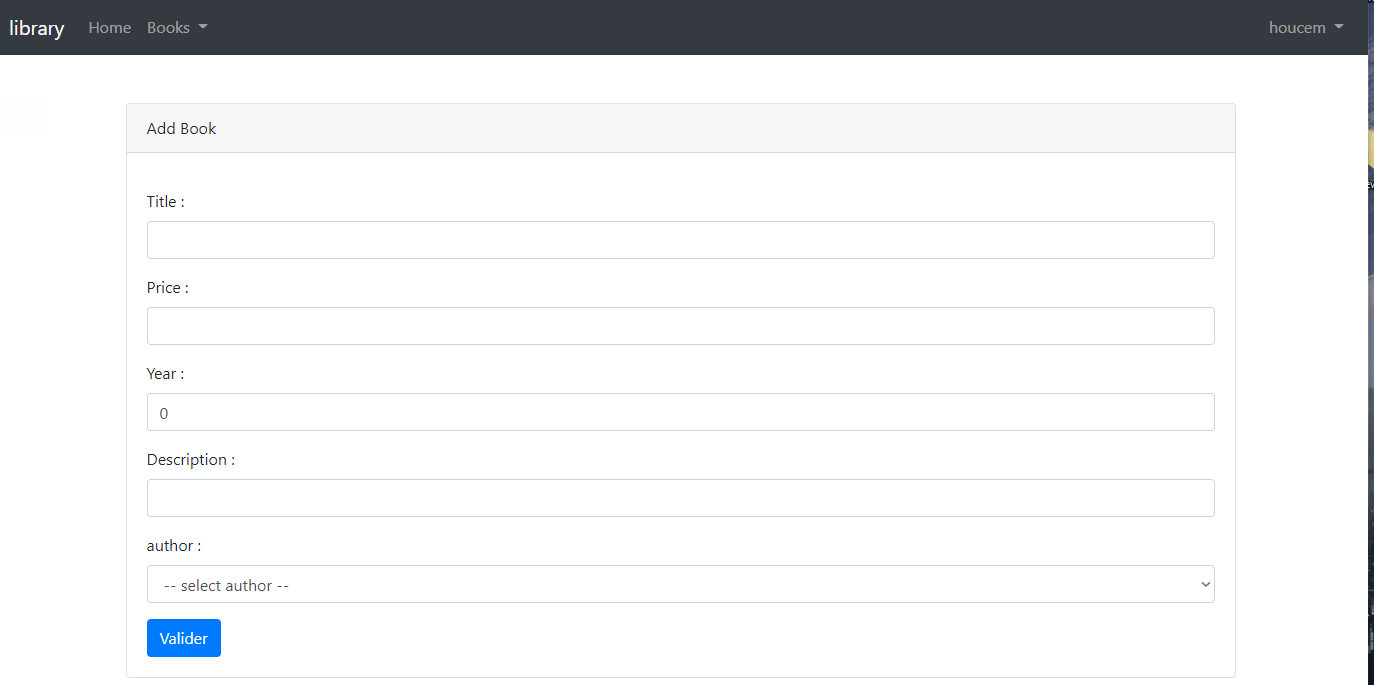 library Home Books houcem
Add Book
Title :
Price :
Year :
0
Description :
author :
-- select author --
Valider